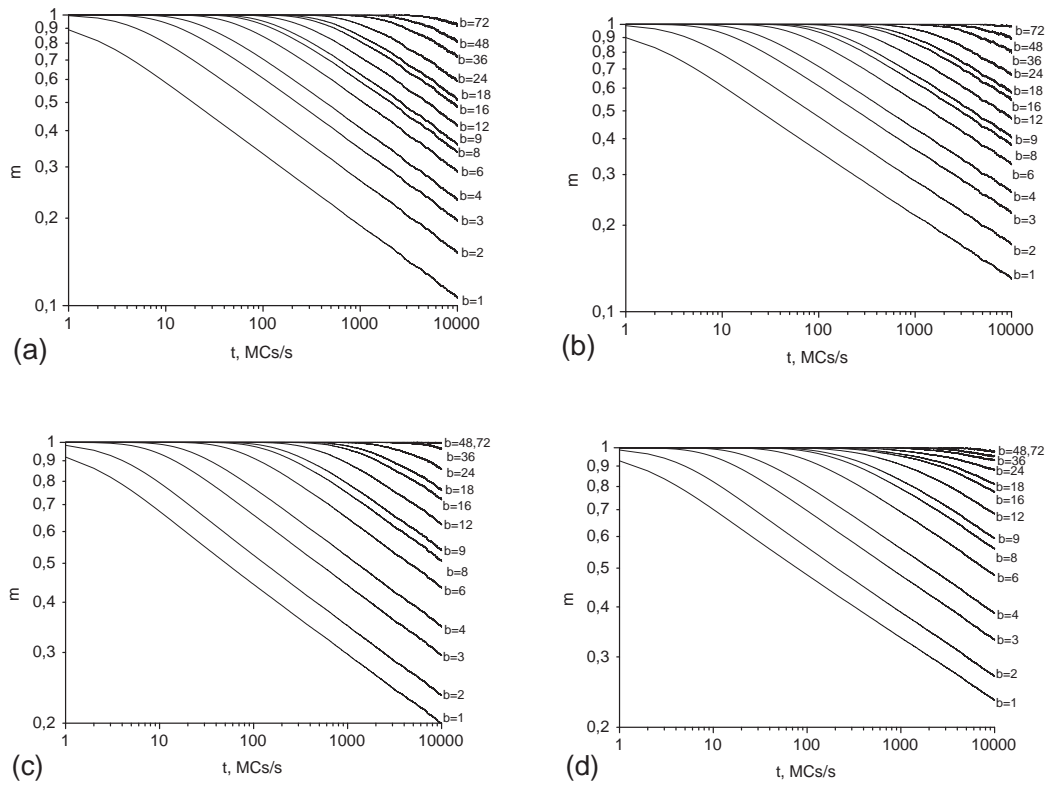 1
0,9
0,8
0,7
0,6
0,5
0,4
0,3
0,2
0,1
m
1 10 100 1000 10000
t, MCs/s
(a)
b=72
b=48
b=36
b=24
b=18
b=16
b=12
b=9
b=8
b=6
b=4
b=3
b=2
b=1
1
0,9
0,8
0,7
0,6
0,5
0,4
0,3
0,2
0,1
m
1 10 100 1000 10000
t, MCs/s
(b)
b=72
b=48
b=36
b=24
b=18
b=16
b=12
b=9
b=8
b=6
b=4
b=3
b=2
b=1
1
0,9
0,8
0,7
0,6
0,5
0,4
0,3
0,2
m
1 10 100 1000 10000
t, MCs/s
(c)
b=48,72
b=36
b=24
b=18
b=16
b=12
b=9
b=8
b=6
b=4
b=3
b=2
b=1
1
0,9
0,8
0,7
0,6
0,5
0,4
0,3
0,2
m
1 10 100 1000 10000
t, MCs/s
(d)
b=48,72
b=36
b=24
b=18
b=16
b=12
b=9
b=8
b=6
b=4
b=3
b=2
b=1